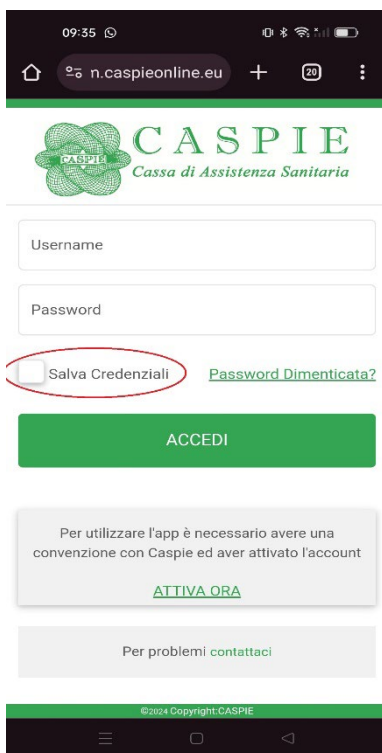 09:35
n.caspieonline.eu
20
CASPIE
CASPIE
Cassa di Assistenza Sanitaria
Username
Password
Salva Credenziali
Password Dimenticata?
ACCEDI
Per utilizzare l'app è necessario avere una
convenzione con Caspie ed aver attivato l'account
ATTIVA ORA
Per problemi contattaci
©2024 Copyright:CASPIE